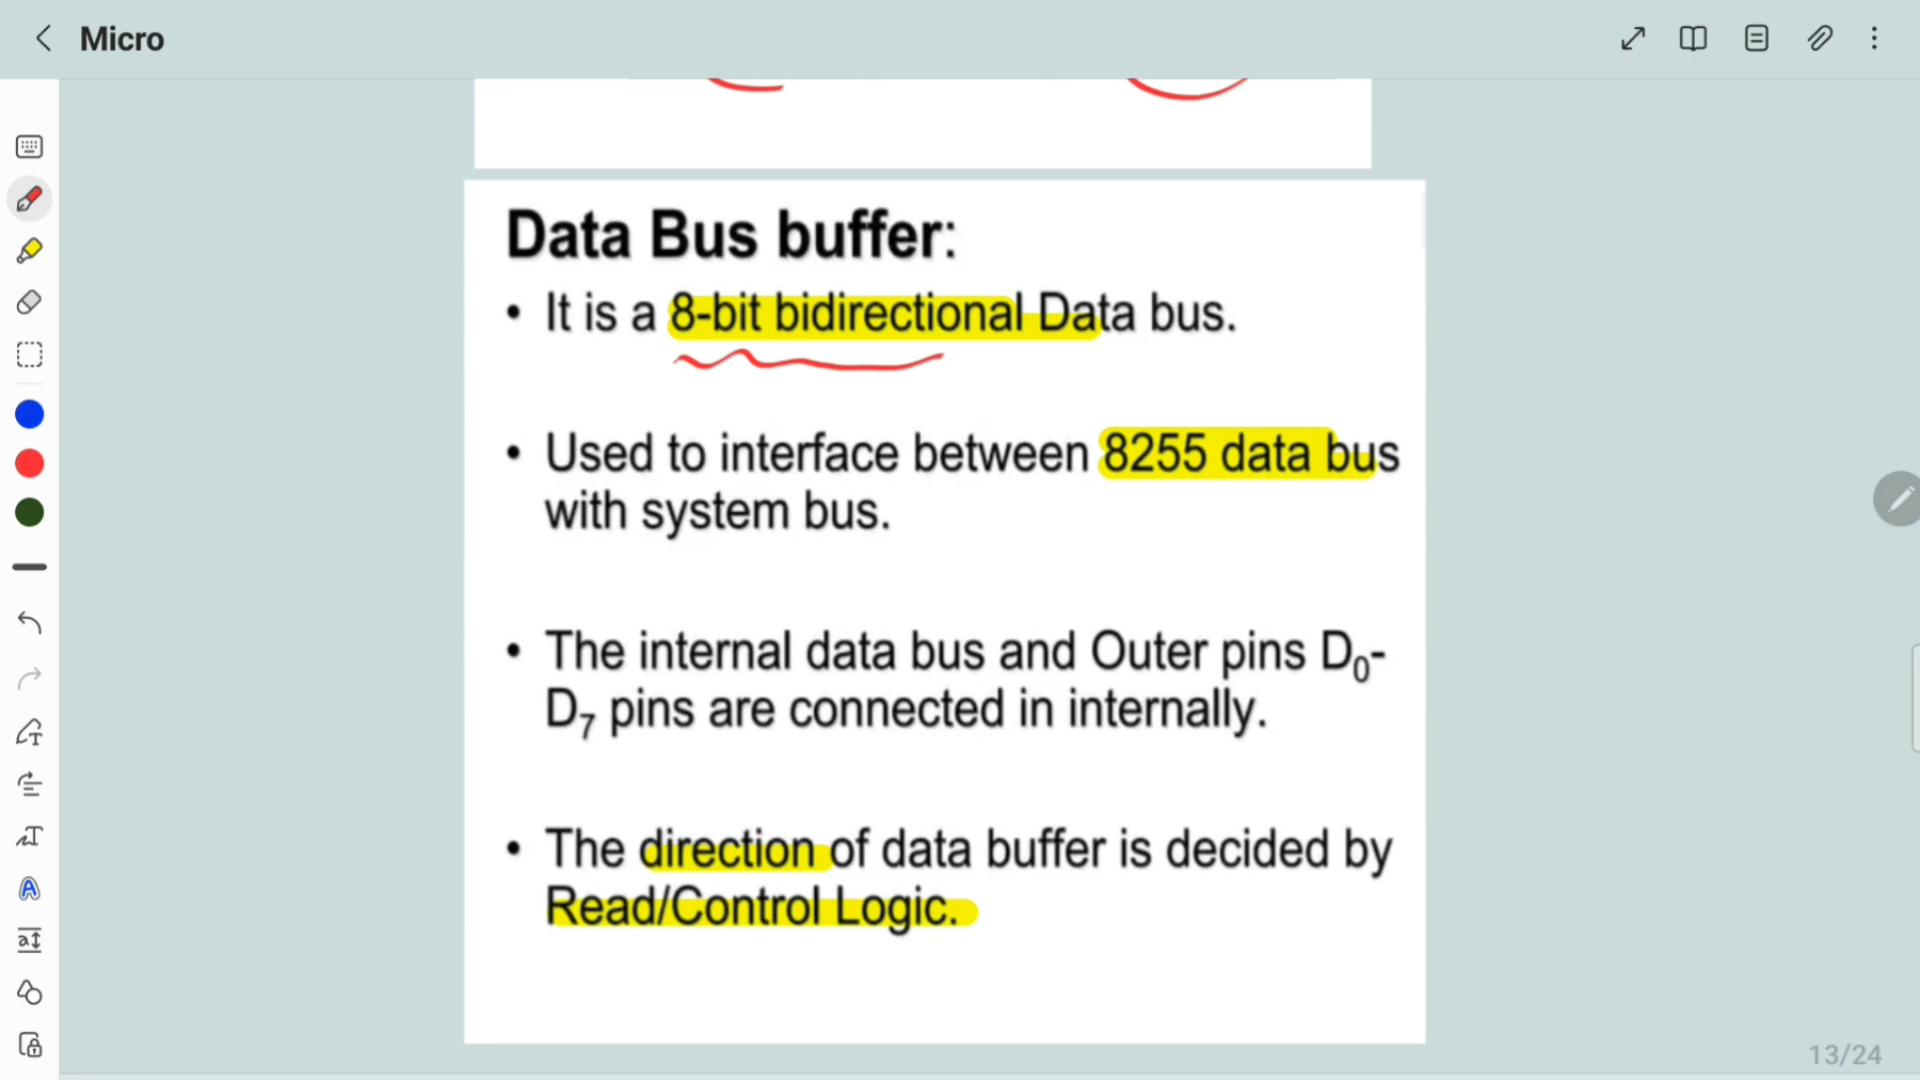 Micro
Data Bus buffer:
• It is a 8-bit bidirectional Data bus.
• Used to interface between 8255 data bus
with system bus.
• The internal data bus and Outer pins D₀-
D₇ pins are connected in internally.
• The direction of data buffer is decided by
Read/Control Logic.
13/24